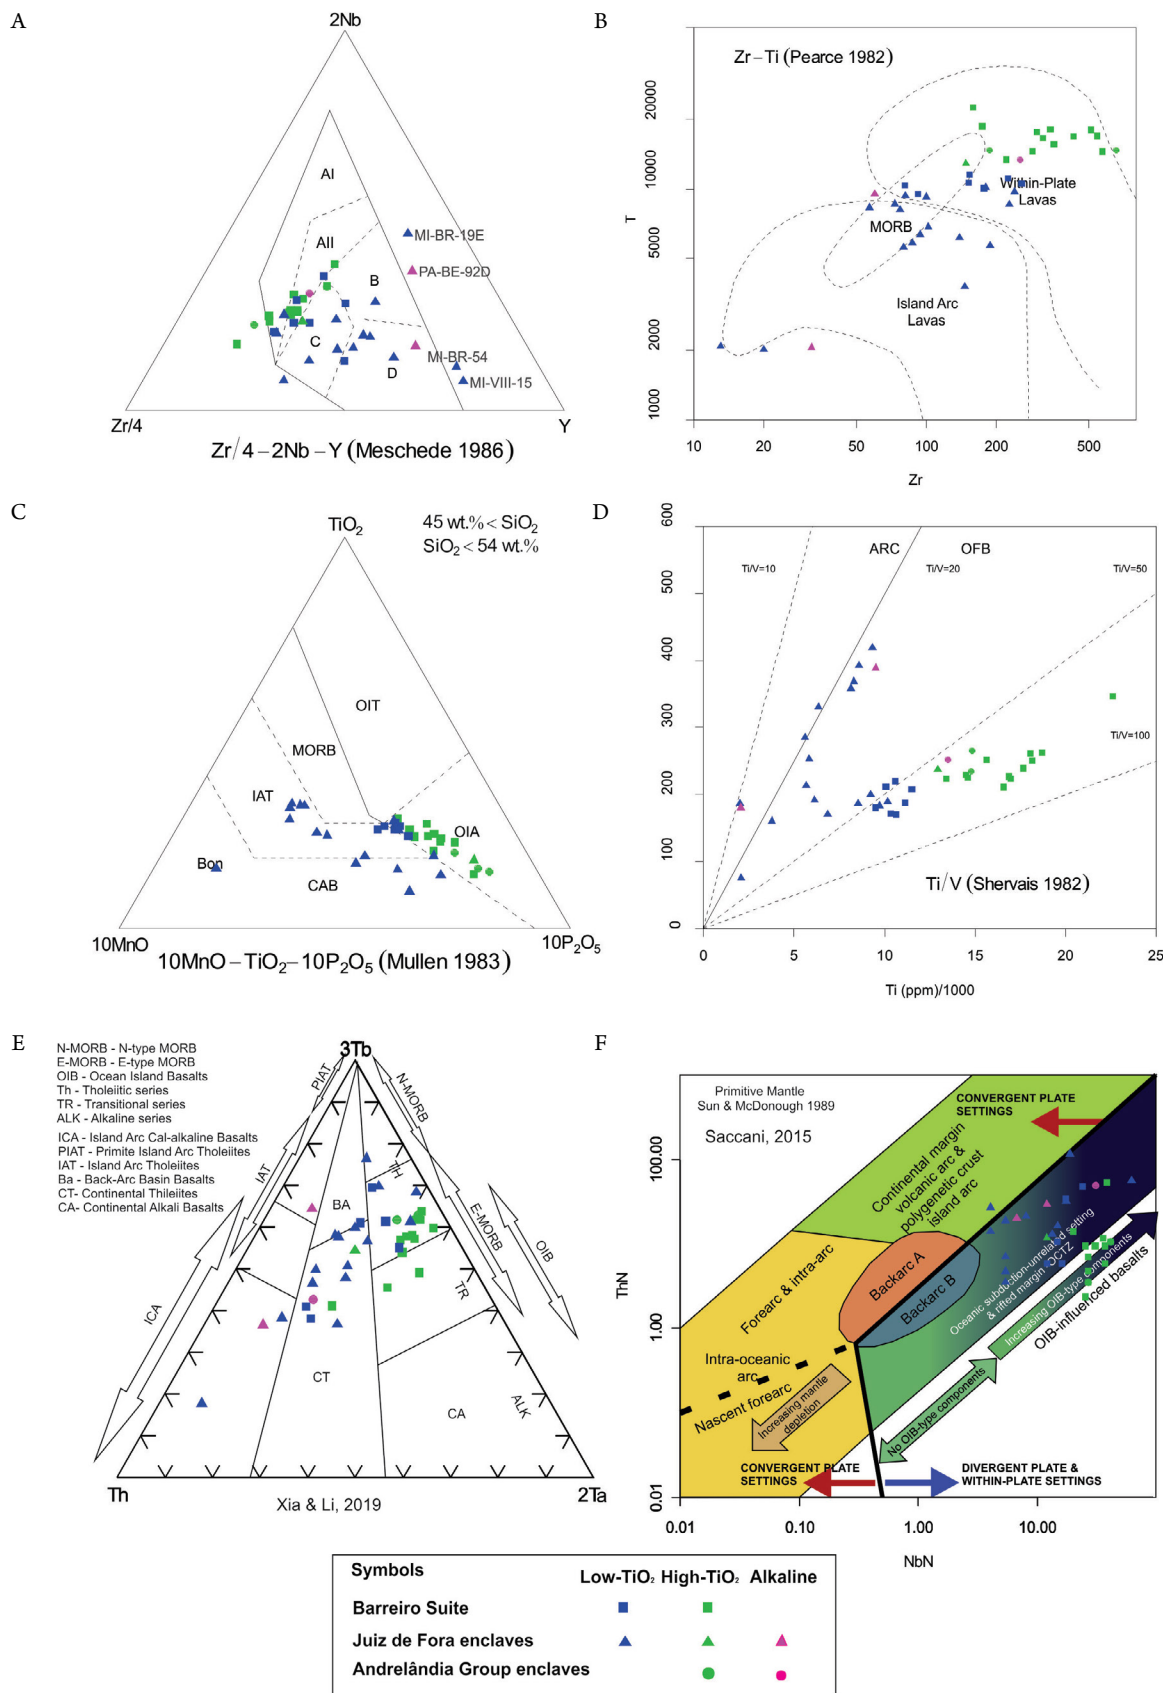 A
2Nb
AI
AII
B
C
D
MI-BR-19E
PA-BE-92D
MI-BR-54
MI-VIII-15
Zr/4
Y
Zr/4–2Nb–Y (Meschede 1986)
B
Zr–Ti (Pearce 1982)
T
20000
10000
5000
2000
1000
Within-Plate
Lavas
MORB
Island Arc
Lavas
10 20 50 100 200 500
Zr
C
TiO2
45 wt.%< SiO2
SiO2< 54 wt.%
OIT
MORB
IAT
OIA
Bon
CAB
10MnO
10P2O5
10MnO–TiO2–10P2O5 (Mullen 1983)
D
600
500
400
300
200
100
0
ARC OFB
Ti/V=10
Ti/V=20
Ti/V=50
Ti/V=100
Ti/V (Shervais 1982)
0 5 10 15 20 25
Ti (ppm)/1000
E
N-MORB - N-type MORB
E-MORB - E-type MORB
OIB - Ocean Island Basalts
Th - Tholeiitic series
TR - Transitional series
ALK - Alkaline series
ICA - Island Arc Cal-alkaline Basalts
PIAT - Primite Island Arc Tholeiites
IAT - Island Arc Tholeiites
Ba - Back-Arc Basin Basalts
CT- Continental Thileiites
CA- Continental Alkali Basalts
3Tb
PIAT
N-MORB
IAT
TH
BA
E-MORB
OIB
TR
ICA
CT
CA
ALK
Th
2Ta
Xia & Li, 2019
F
Primitive Mantle
Sun & McDonough 1989
Saccani, 2015
CONVERGENT PLATE
SETTINGS
Continental margin
volcanic arc &
polygenetic crust
island arc
Forearc & intra-arc
Backarc A
Backarc B
Oceanic subduction-unrelated setting
& rifted margin OCTZ
Increasing OIB-type components
OIB-influenced basalts
No OIB-type components
Intra-oceanic
arc
Nascent forearc
Increasing mantle
depletion
CONVERGENT PLATE
SETTINGS
DIVERGENT PLATE &
WITHIN-PLATE SETTINGS
ThN
100.00
1.00
0.01
0.01 0.10 1.00 10.00
NbN
Symbols
Low-TiO2 High-TiO2 Alkaline
Barreiro Suite
Juiz de Fora enclaves
Andrelândia Group enclaves